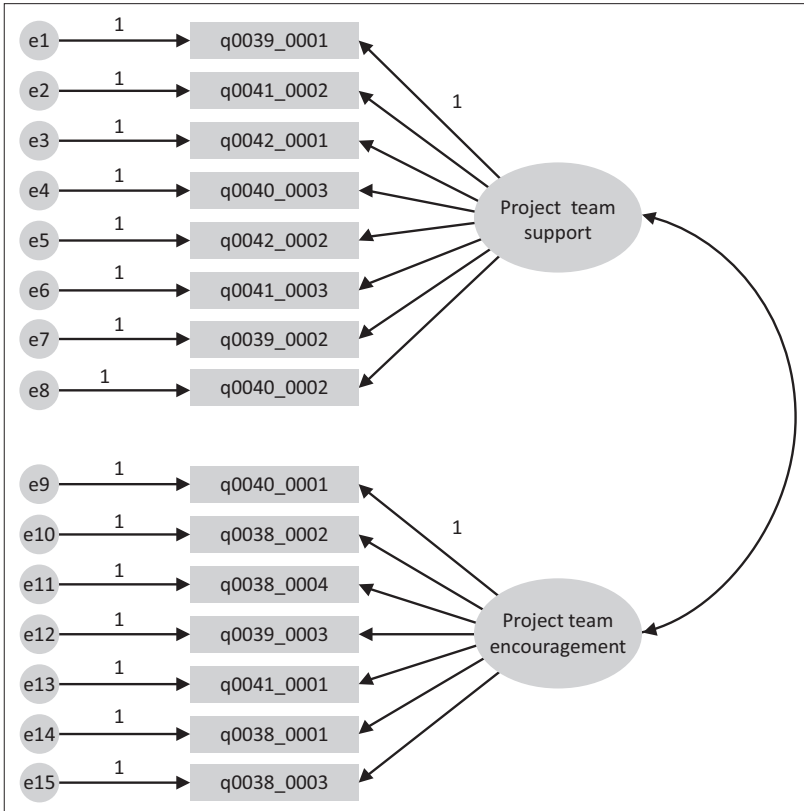 1
e1
q0039_0001
1
e2
q0041_0002
1
1
e3
q0042_0001
1
e4
q0040_0003
Project team
support
1
e5
q0042_0002
1
e6
q0041_0003
1
e7
q0039_0002
1
e8
q0040_0002
1
e9
q0040_0001
1
e10
q0038_0002
1
1
e11
q0038_0004
1
e12
q0039_0003
Project team
encouragement
1
e13
q0041_0001
1
e14
q0038_0001
1
e15
q0038_0003